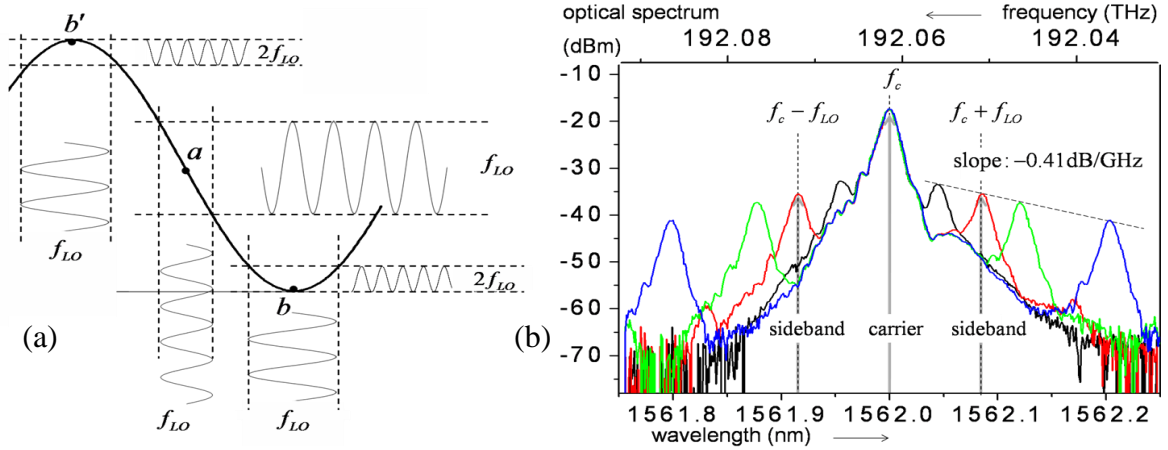 b′
2f_LO
a
f_LO
f_LO
f_LO
2f_LO
b
f_LO
f_LO
(a)
(b)
optical spectrum
frequency (THz)
(dBm)
192.08
192.06
192.04
-10
-20
-30
-40
-50
-60
-70
f_c
f_c − f_LO
f_c + f_LO
slope: −0.41dB/GHz
sideband
carrier
sideband
1561.8
1561.9
1562.0
1562.1
1562.2
wavelength (nm)